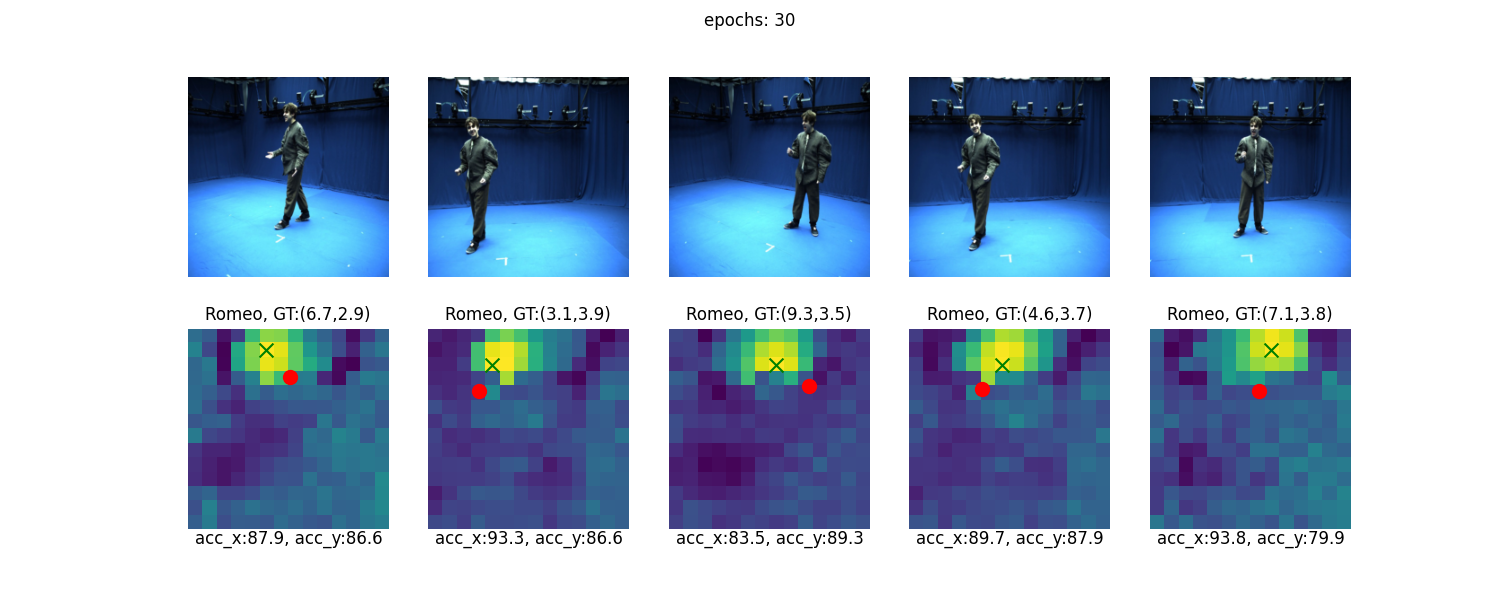 epochs: 30
Romeo, GT:(6.7,2.9)
Romeo, GT:(3.1,3.9)
Romeo, GT:(9.3,3.5)
Romeo, GT:(4.6,3.7)
Romeo, GT:(7.1,3.8)
acc_x:87.9, acc_y:86.6
acc_x:93.3, acc_y:86.6
acc_x:83.5, acc_y:89.3
acc_x:89.7, acc_y:87.9
acc_x:93.8, acc_y:79.9